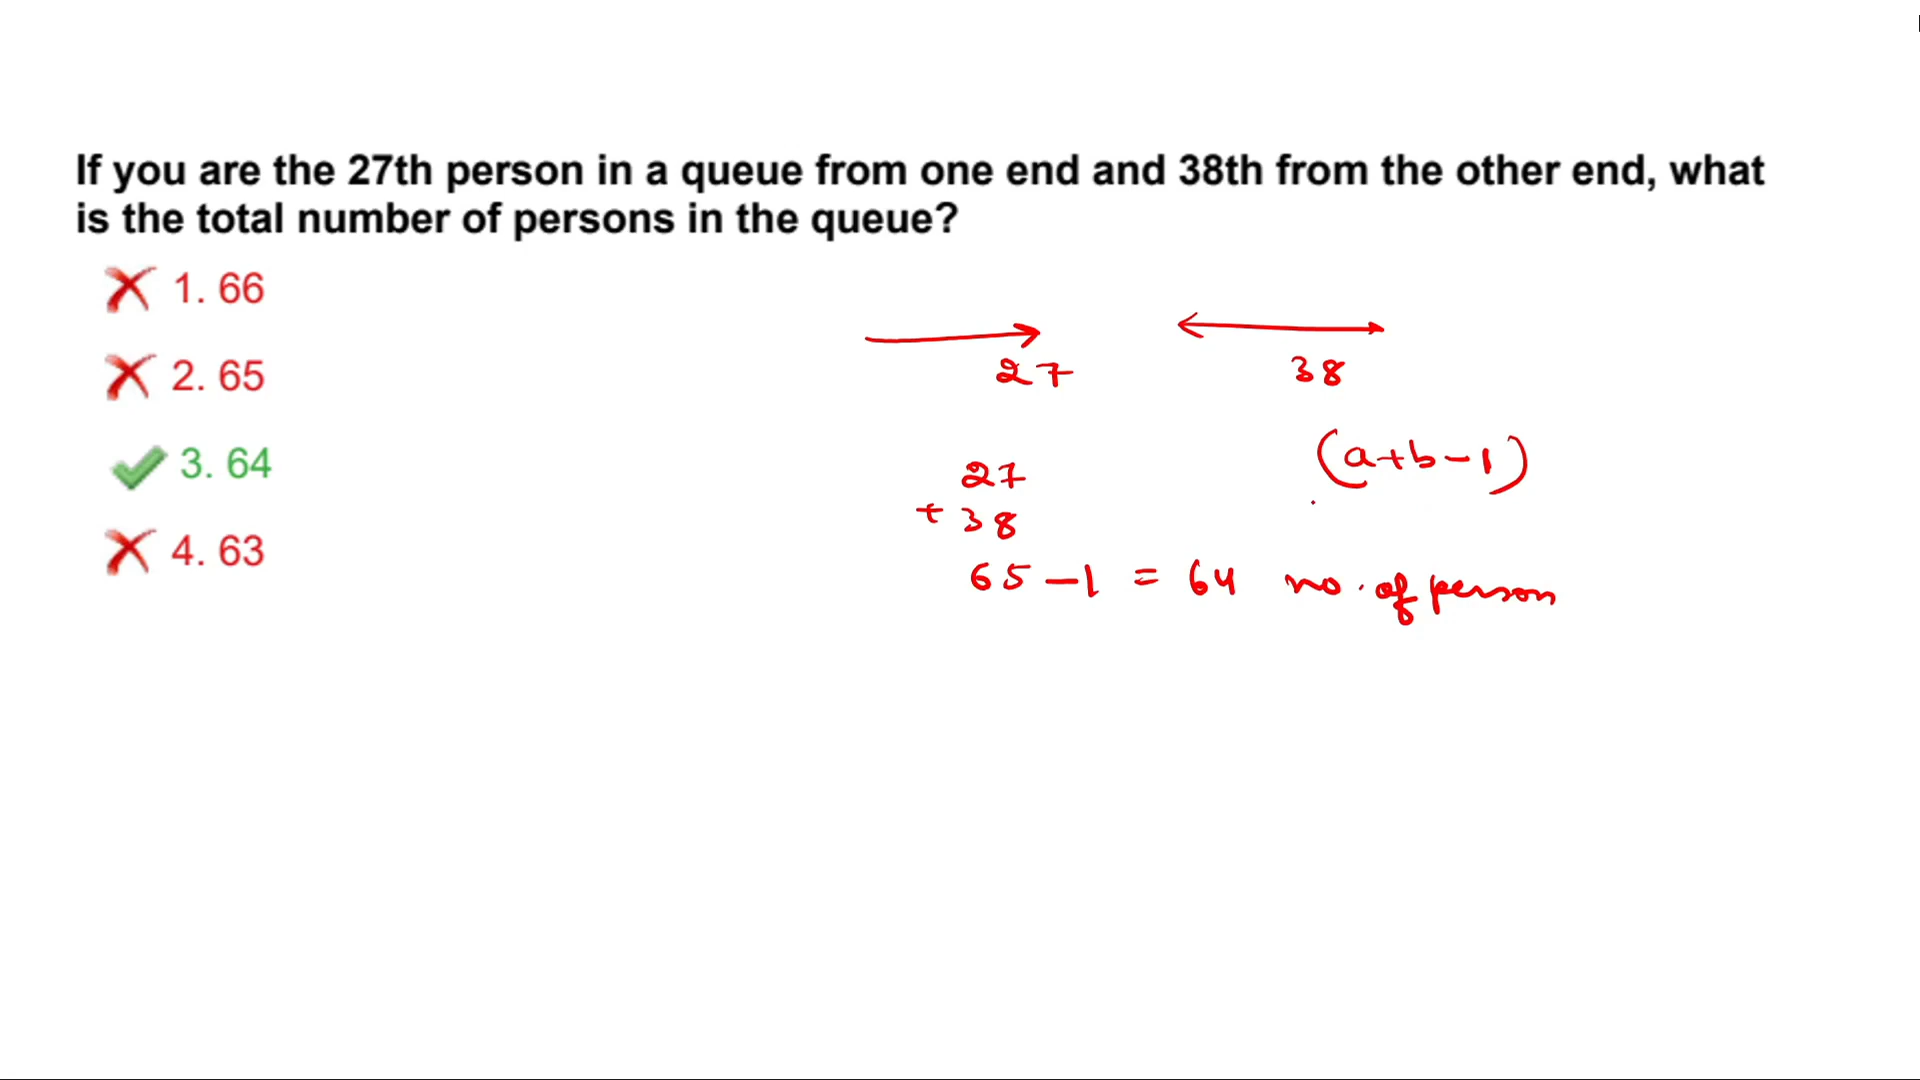 If you are the 27th person in a queue from one end and 38th from the other end, what
is the total number of persons in the queue?
1. 66
2. 65
3. 64
4. 63
27
38
(a+b-1)
27
+ 38
65 - 1 = 64 no. of person